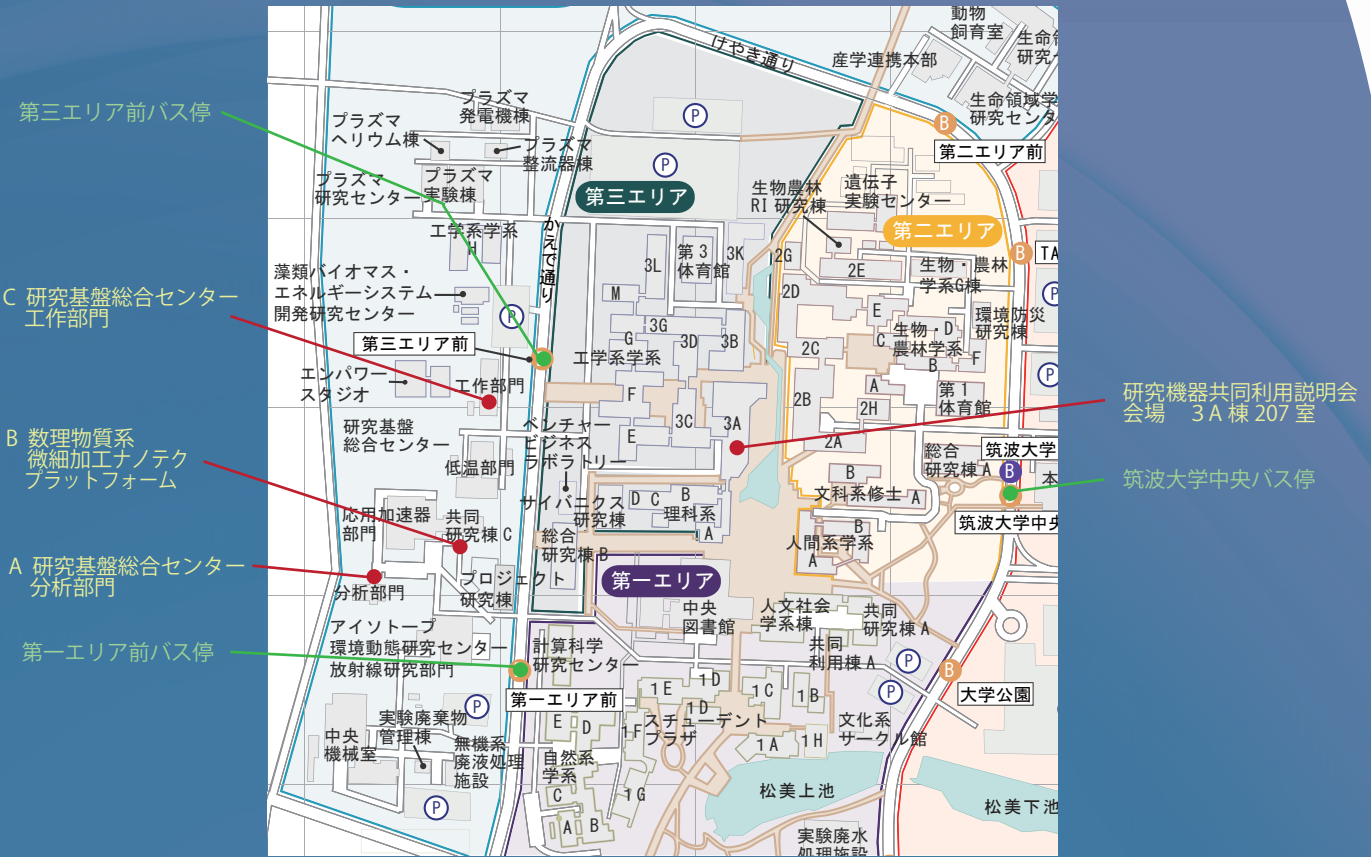 第三エリア前バス停
C 研究基盤総合センター
工作部門
B 数理物質系
微細加工ナノテク
プラットフォーム
A 研究基盤総合センター
分析部門
第一エリア前バス停
研究機器共同利用説明会
会場　３A 棟 207 室
筑波大学中央バス停
動物
飼育室
けやき通り
産学連携本部
生命領域学
研究センタ
プラズマ
発電機棟
プラズマ
ヘリウム棟
プラズマ
整流器棟
プラズマ
研究センター
プラズマ
実験棟
P
P
B
第二エリア前
第三エリア
生物農林
RI 研究棟
遺伝子
実験センター
第二エリア
工学系学系
H
かえで通り
藻類バイオマス・
エネルギーシステム
開発研究センター
P
3L
第３
体育館
3K
2G
2E
生物・農林
学系G棟
B
TA
P
M
2D
3G
G
3D
3B
工学系学系
2C
E
生物・D
C
農林学系
B
F
環境防災
研究棟
P
第三エリア前
エンパワー
スタジオ
工作部門
F
3C
3A
E
2B
A
2H
第１
体育館
2A
研究基盤
総合センター
ベンチャー
ビジネス
ラボラトリー
低温部門
総合
研究棟 A
筑波大学
B
本
B
文科系修士
A
サイバニクス
研究棟
D
C
B
理科系
A
筑波大学中央
応用加速器
部門
共同
研究棟 C
総合
研究棟 B
B
人間系学系
A
分析部門
プロジェクト
研究棟
第一エリア
中央
図書館
人文社会
学系棟
共同
研究棟 A
アイソトープ
環境動態研究センター
放射線研究部門
計算科学
研究センター
共同
利用棟 A
P
B
大学公園
P
第一エリア前
1E
1D
1D
1C
1B
P
実験廃棄物
管理棟
中央
機械室
無機系
廃液処理
施設
E
D
1F
スチューデント
プラザ
1A
1H
文化系
サークル館
自然系
学系
C
1G
A
B
P
松美上池
松美下池
実験廃水
処理施設